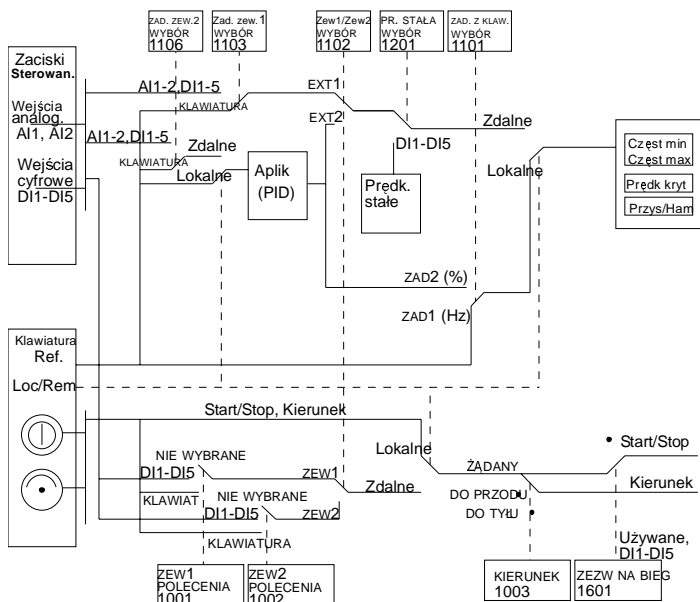 ZAD. ZEW.2
WYBÓR
1106
Zad. zew.1
WYBÓR
1103
Zew1/Zew2
WYBÓR
1102
PR. STAŁA
WYBÓR
1201
ZAD. Z KLAW.
WYBÓR
1101
Zaciski
Sterowan.
Wejścia
analog.
AI1, AI2
Wejścia
cyfrowe
DI1-DI5
AI1-2,DI1-5
KLAWIATURA
EXT1
EXT2
AI1-2,DI1-5
KLAWIATURA
Zdalne
Lokalne
Aplik
(PID)
DI1-DI5
Prędk.
stałe
Zdalne
Lokalne
Częst min
Częst max
Prędk kryt
Przys/Ham
ZAD2 (%)
ZAD1 (Hz)
Klawiatura
Ref.
Loc/Rem
Start/Stop, Kierunek
Lokalne
NIE WYBRANE
DI1-DI5
KLAWIAT
ZEW1
Zdalne
NIE WYBRANE
DI1-DI5
ZEW2
KLAWIATURA
ŻĄDANY
DO PRZODU
DO TYŁU
Start/Stop
Kierunek
Używane,
DI1-DI5
ZEW1
POLECENIA
1001
ZEW2
POLECENIA
1002
KIERUNEK
1003
ZEZW NA BIEG
1601